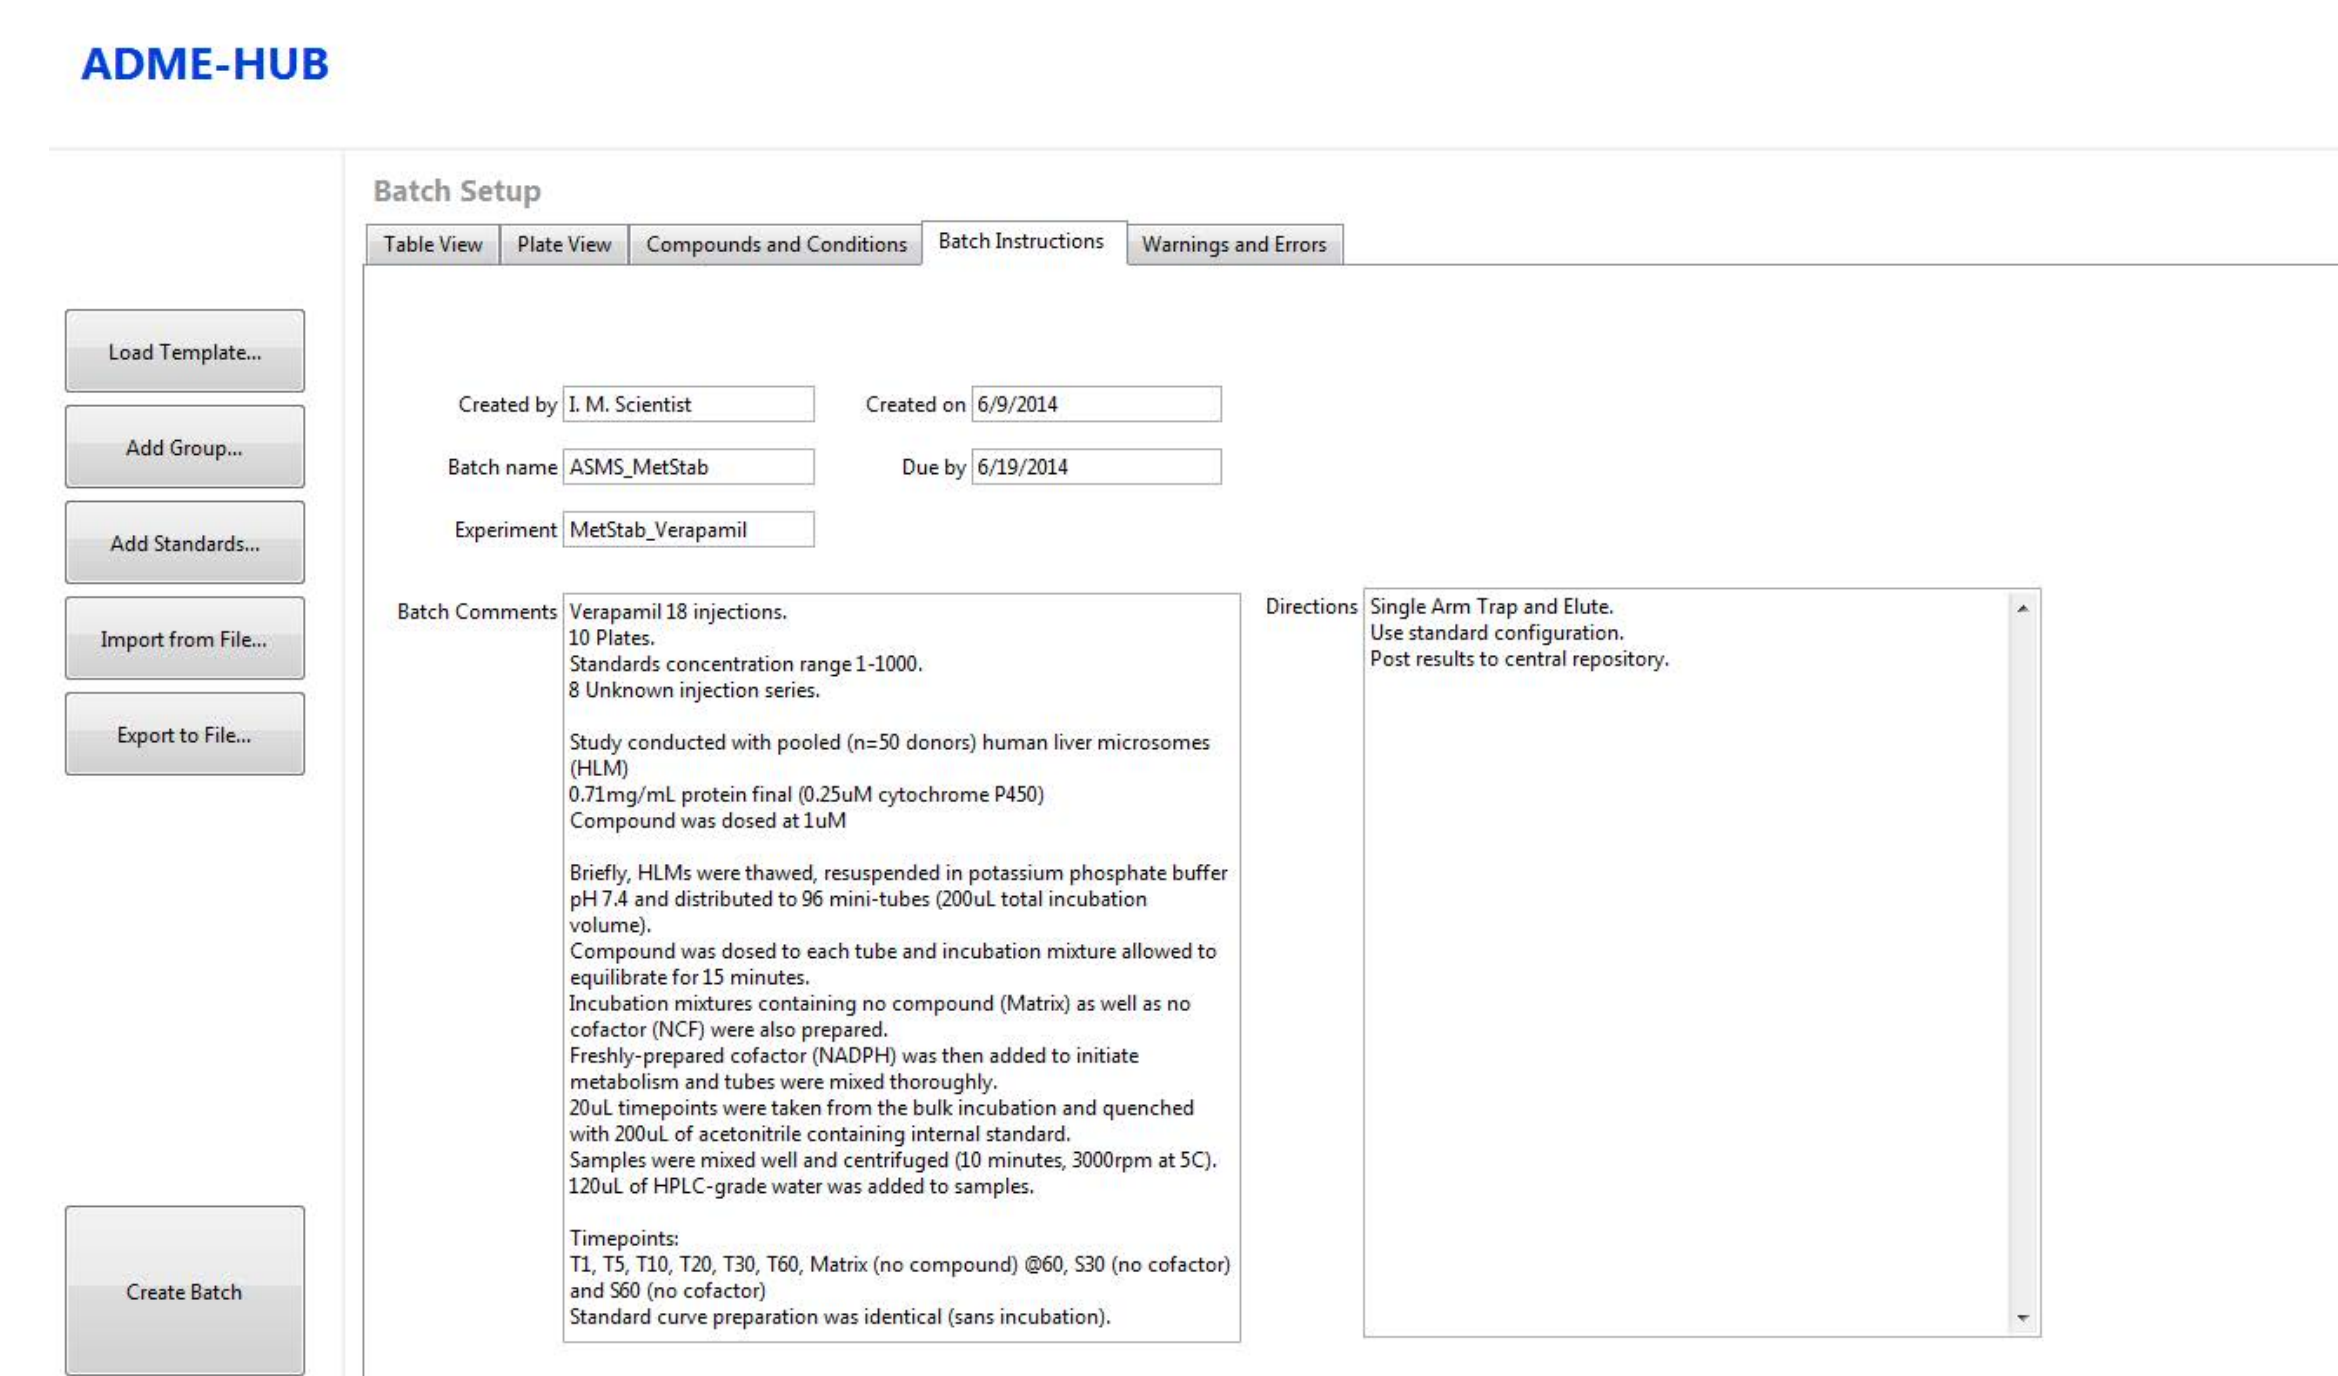 ADME-HUB
Batch Setup
Table View
Plate View
Compounds and Conditions
Batch Instructions
Warnings and Errors
Load Template...
Add Group...
Add Standards...
Import from File...
Export to File...
Create Batch
Created by I. M. Scientist
Created on 6/9/2014
Batch name ASMS_MetStab
Due by 6/19/2014
Experiment MetStab_Verapamil
Batch Comments
Verapamil 18 injections.
10 Plates.
Standards concentration range 1-1000.
8 Unknown injection series.
Study conducted with pooled (n=50 donors) human liver microsomes
(HLM)
0.71mg/mL protein final (0.25uM cytochrome P450)
Compound was dosed at 1uM
Briefly, HLMs were thawed, resuspended in potassium phosphate buffer
pH 7.4 and distributed to 96 mini-tubes (200uL total incubation
volume).
Compound was dosed to each tube and incubation mixture allowed to
equilibrate for 15 minutes.
Incubation mixtures containing no compound (Matrix) as well as no
cofactor (NCF) were also prepared.
Freshly-prepared cofactor (NADPH) was then added to initiate
metabolism and tubes were mixed thoroughly.
20uL timepoints were taken from the bulk incubation and quenched
with 200uL of acetonitrile containing internal standard.
Samples were mixed well and centrifuged (10 minutes, 3000rpm at 5C).
120uL of HPLC-grade water was added to samples.
Timepoints:
T1, T5, T10, T20, T30, T60, Matrix (no compound) @60, S30 (no cofactor)
and S60 (no cofactor)
Standard curve preparation was identical (sans incubation).
Directions
Single Arm Trap and Elute.
Use standard configuration.
Post results to central repository.